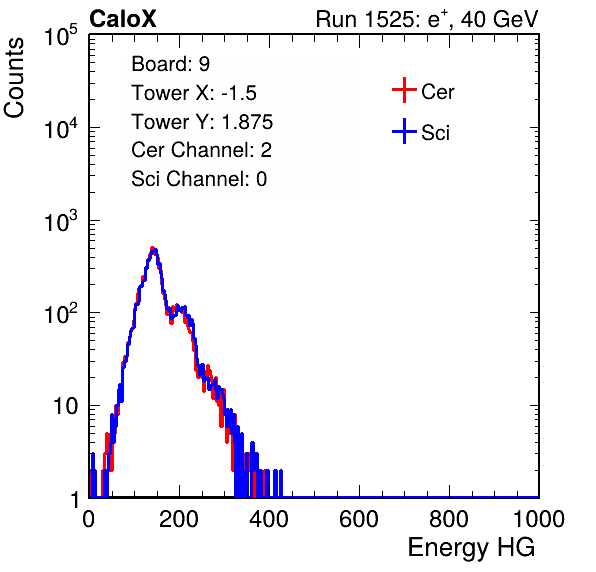 CaloX Run 1525: e⁺, 40 GeV
Counts
10⁵
10⁴
10³
10²
10
1
Board: 9
Tower X: -1.5
Tower Y: 1.875
Cer Channel: 2
Sci Channel: 0
Cer
Sci
0 200 400 600 800 1000
Energy HG